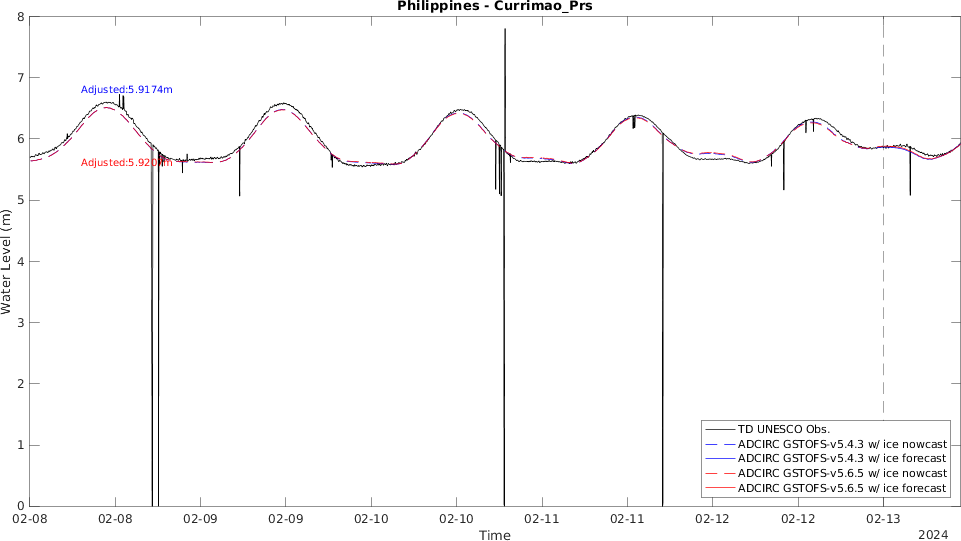 Philippines - Currimao_Prs
Water Level (m)
8
7
6
5
4
3
2
1
0
Adjusted:5.9174m
TD UNESCO Obs.
ADCIRC GSTOFS-v5.4.3 w/ ice nowcast
ADCIRC GSTOFS-v5.4.3 w/ ice forecast
ADCIRC GSTOFS-v5.6.5 w/ ice nowcast
ADCIRC GSTOFS-v5.6.5 w/ ice forecast
02-08 02-08 02-09 02-09 02-10 02-10 02-11 02-11 02-12 02-12 02-13
Time
2024